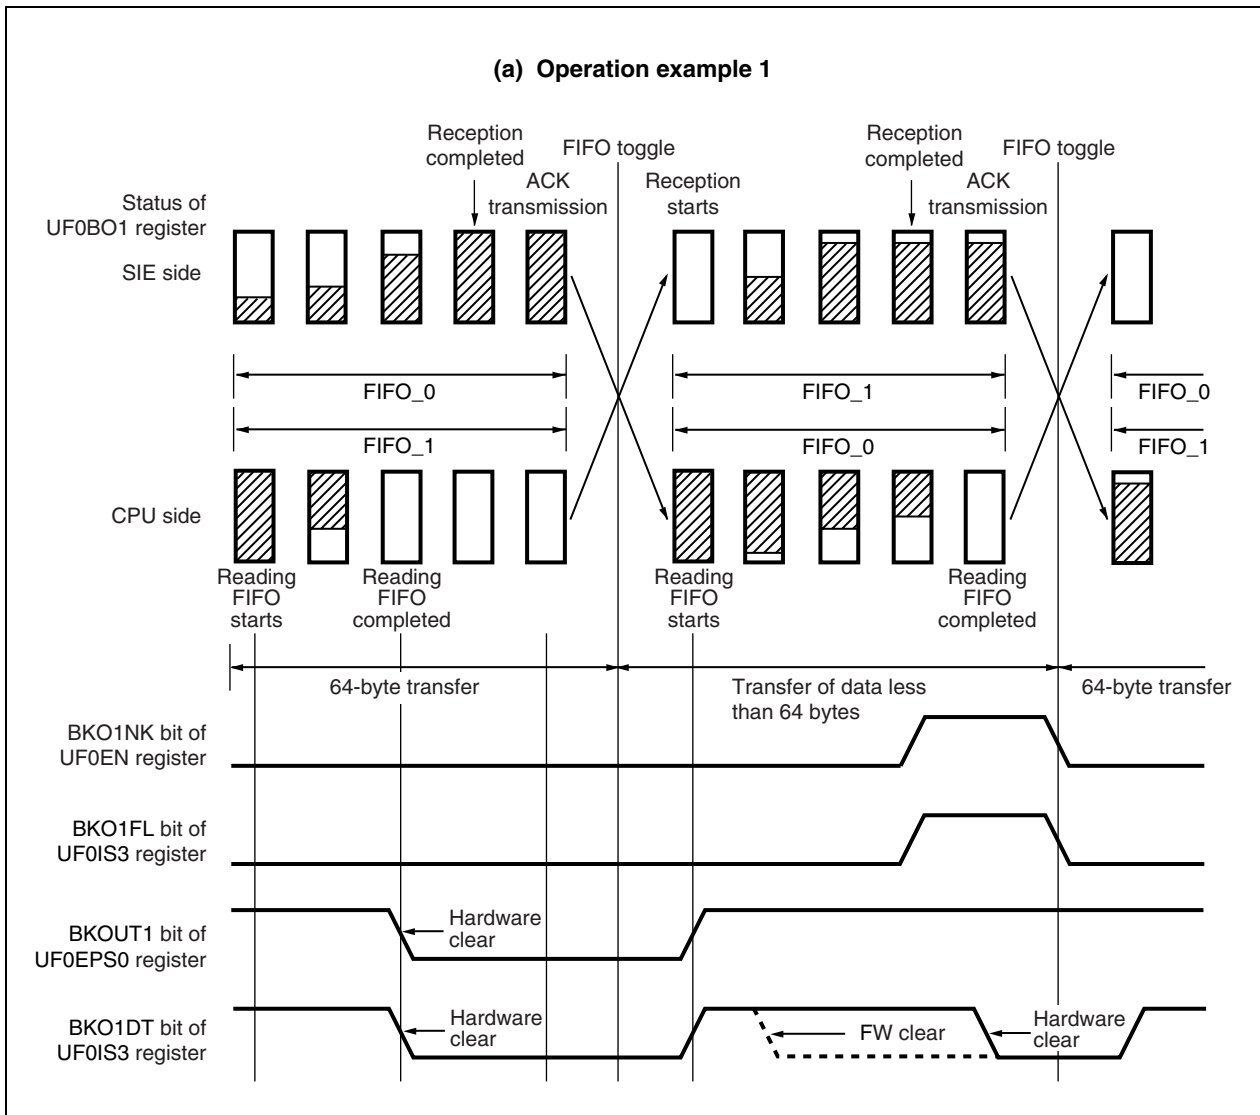 (a) Operation example 1
Reception
completed
FIFO toggle
Reception
completed
FIFO toggle
ACK
transmission
Reception
starts
ACK
transmission
Status of
UF0BO1 register
SIE side
FIFO_0
FIFO_1
FIFO_0
FIFO_1
FIFO_0
FIFO_1
CPU side
Reading
FIFO
starts
Reading
FIFO
completed
Reading
FIFO
starts
Reading
FIFO
completed
64-byte transfer
Transfer of data less
than 64 bytes
64-byte transfer
BKO1NK bit of
UF0EN register
BKO1FL bit of
UF0IS3 register
BKOUT1 bit of
UF0EPS0 register
Hardware
clear
BKO1DT bit of
UF0IS3 register
Hardware
clear
FW clear
Hardware
clear